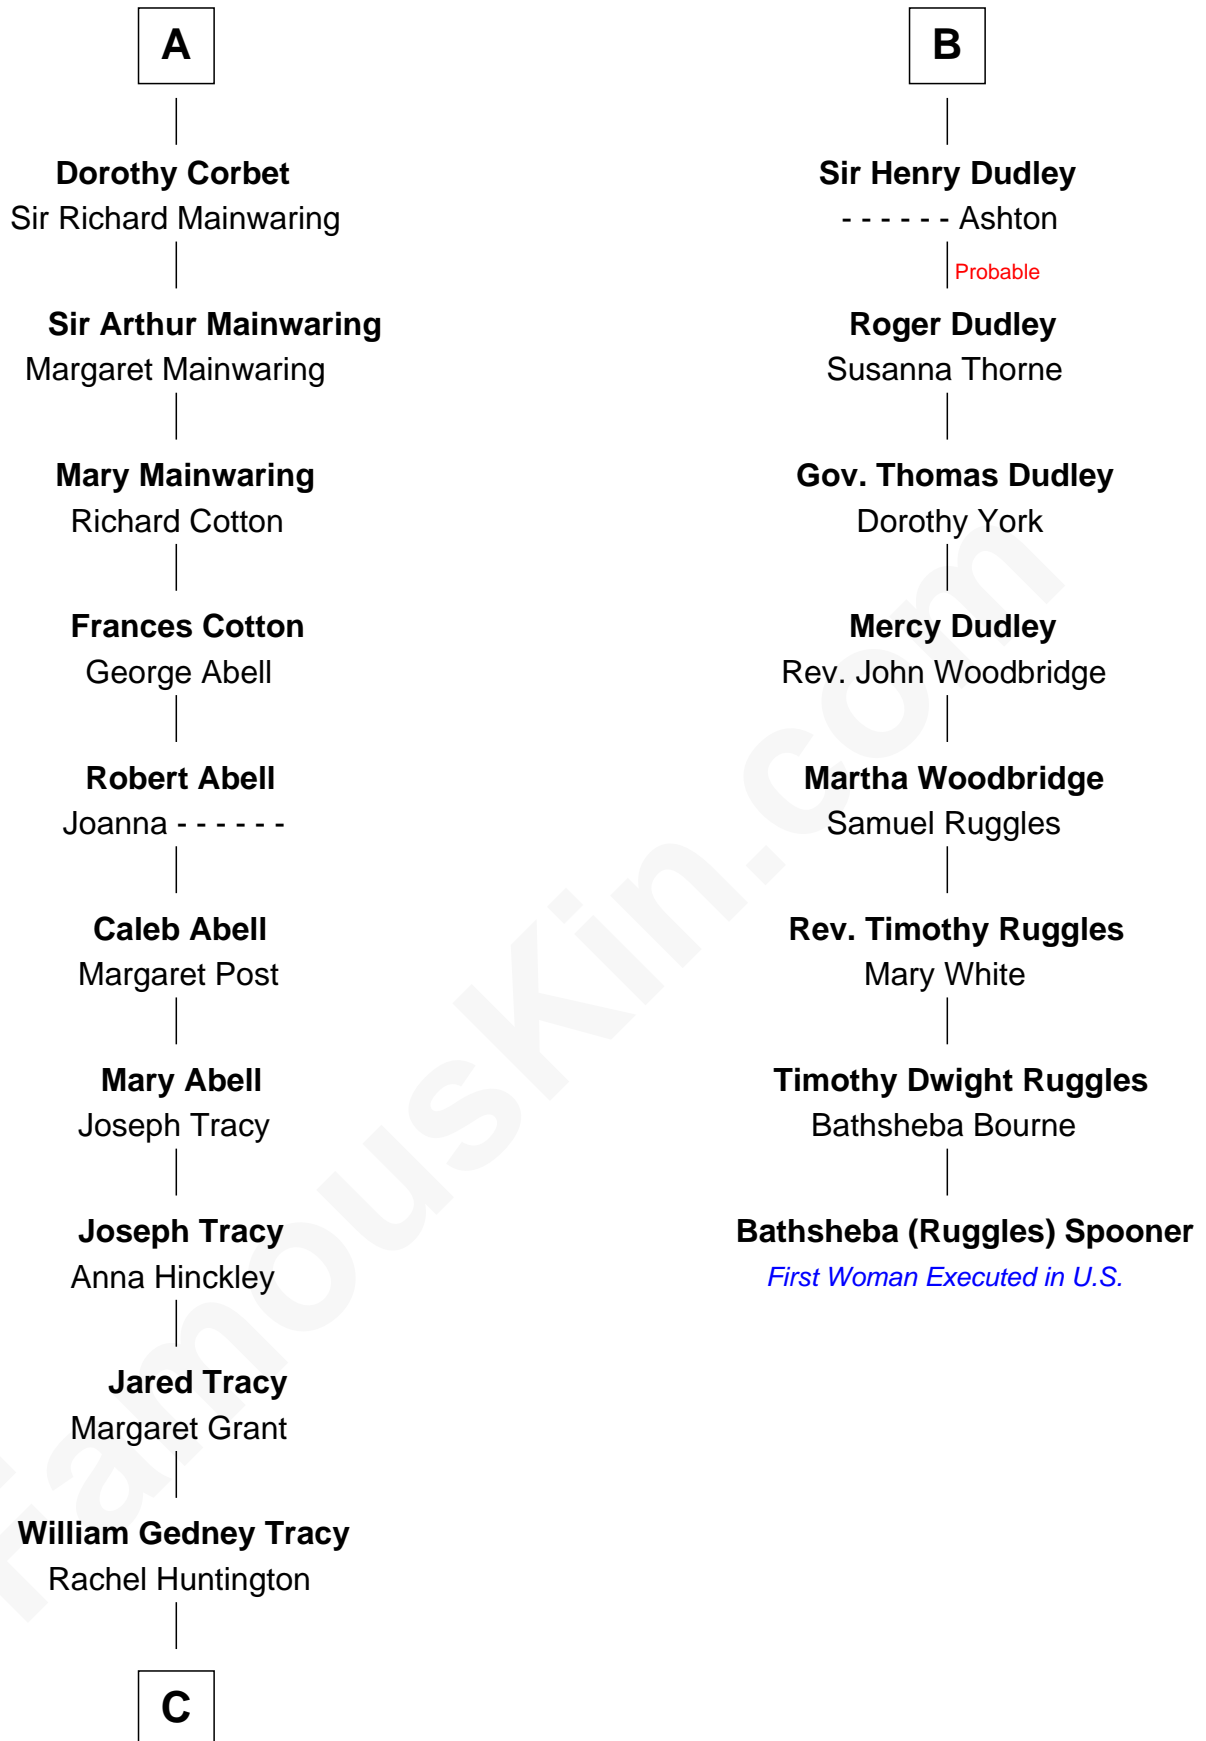 A
Dorothy Corbet
Sir Richard Mainwaring
Sir Arthur Mainwaring
Margaret Mainwaring
Mary Mainwaring
Richard Cotton
Frances Cotton
George Abell
Robert Abell
Joanna - - - - - -
Caleb Abell
Margaret Post
Mary Abell
Joseph Tracy
Joseph Tracy
Anna Hinckley
Jared Tracy
Margaret Grant
William Gedney Tracy
Rachel Huntington
C
B
Sir Henry Dudley
- - - - - - Ashton
Probable
Roger Dudley
Susanna Thorne
Gov. Thomas Dudley
Dorothy York
Mercy Dudley
Rev. John Woodbridge
Martha Woodbridge
Samuel Ruggles
Rev. Timothy Ruggles
Mary White
Timothy Dwight Ruggles
Bathsheba Bourne
Bathsheba (Ruggles) Spooner
First Woman Executed in U.S.
FamousKin.com